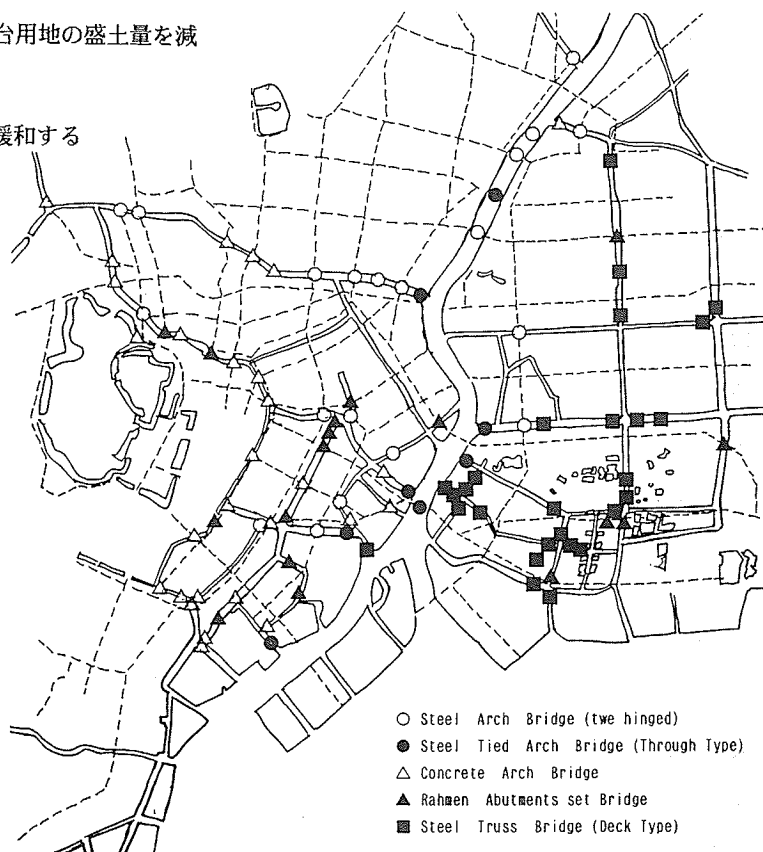 台用地の盛土量を減
緩和する
○ Steel Arch Bridge (twe hinged)
● Steel Tied Arch Bridge (Through Type)
△ Concrete Arch Bridge
▲ Rahmen Abutments set Bridge
■ Steel Truss Bridge (Deck Type)